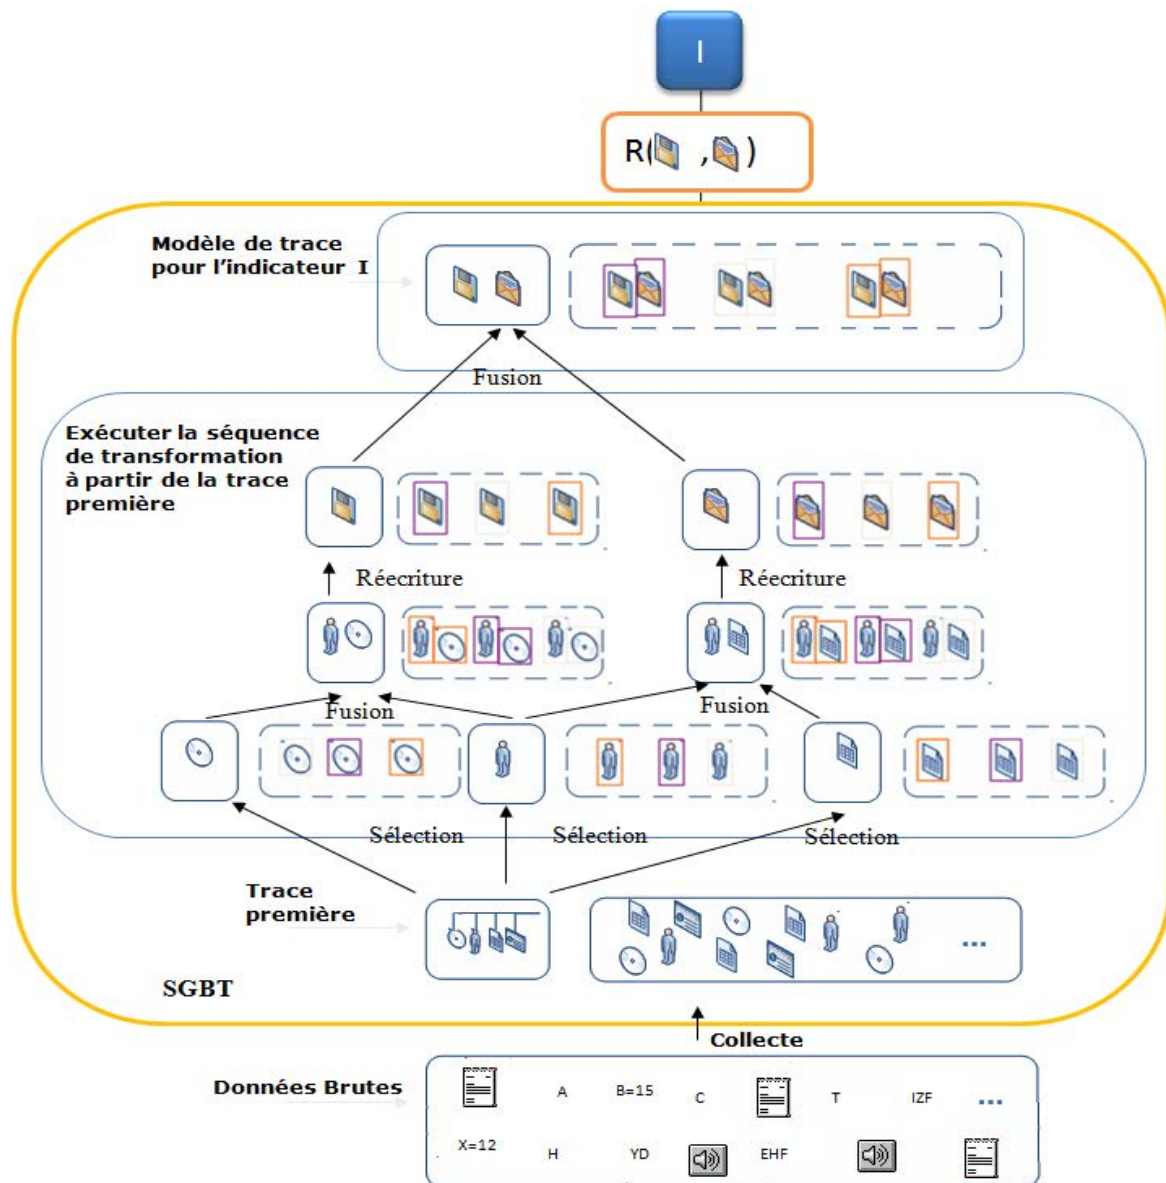 I
R( , )
Modèle de trace
pour l'indicateur I
Fusion
Exécuter la séquence
de transformation
à partir de la trace
première
Réecriture
Réecriture
Fusion
Fusion
Sélection
Sélection
Sélection
Trace
première
...
SGBT
Collecte
Données Brutes
A
B=15
C
T
IZF
...
X=12
H
YD
EHF